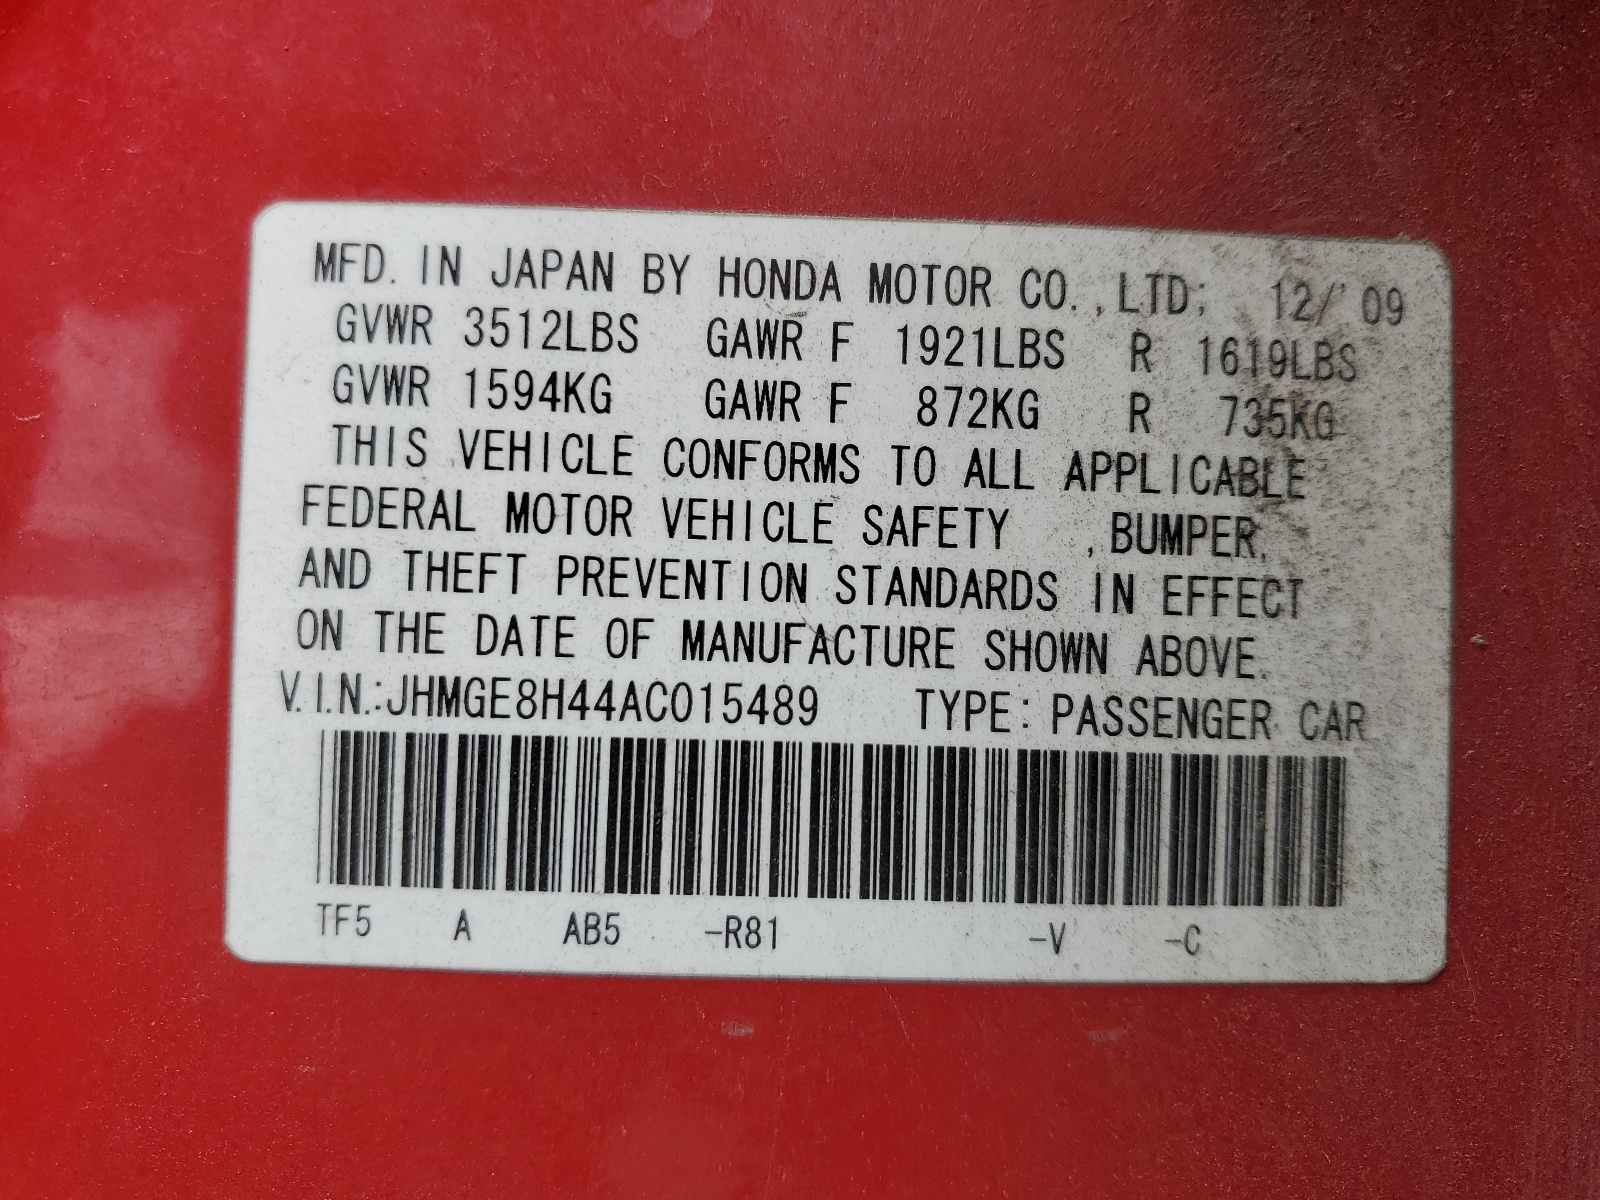 MFD. IN JAPAN BY HONDA MOTOR CO.,LTD; 12/'09
GVWR 3512LBS GAWR F 1921LBS R 1619LBS
GVWR 1594KG GAWR F 872KG R 735KG
THIS VEHICLE CONFORMS TO ALL APPLICABLE
FEDERAL MOTOR VEHICLE SAFETY ,BUMPER,
AND THEFT PREVENTION STANDARDS IN EFFECT
ON THE DATE OF MANUFACTURE SHOWN ABOVE.
V.I.N.:JHMGE8H44AC015489 TYPE: PASSENGER CAR
TF5 A AB5 -R81 -V -C